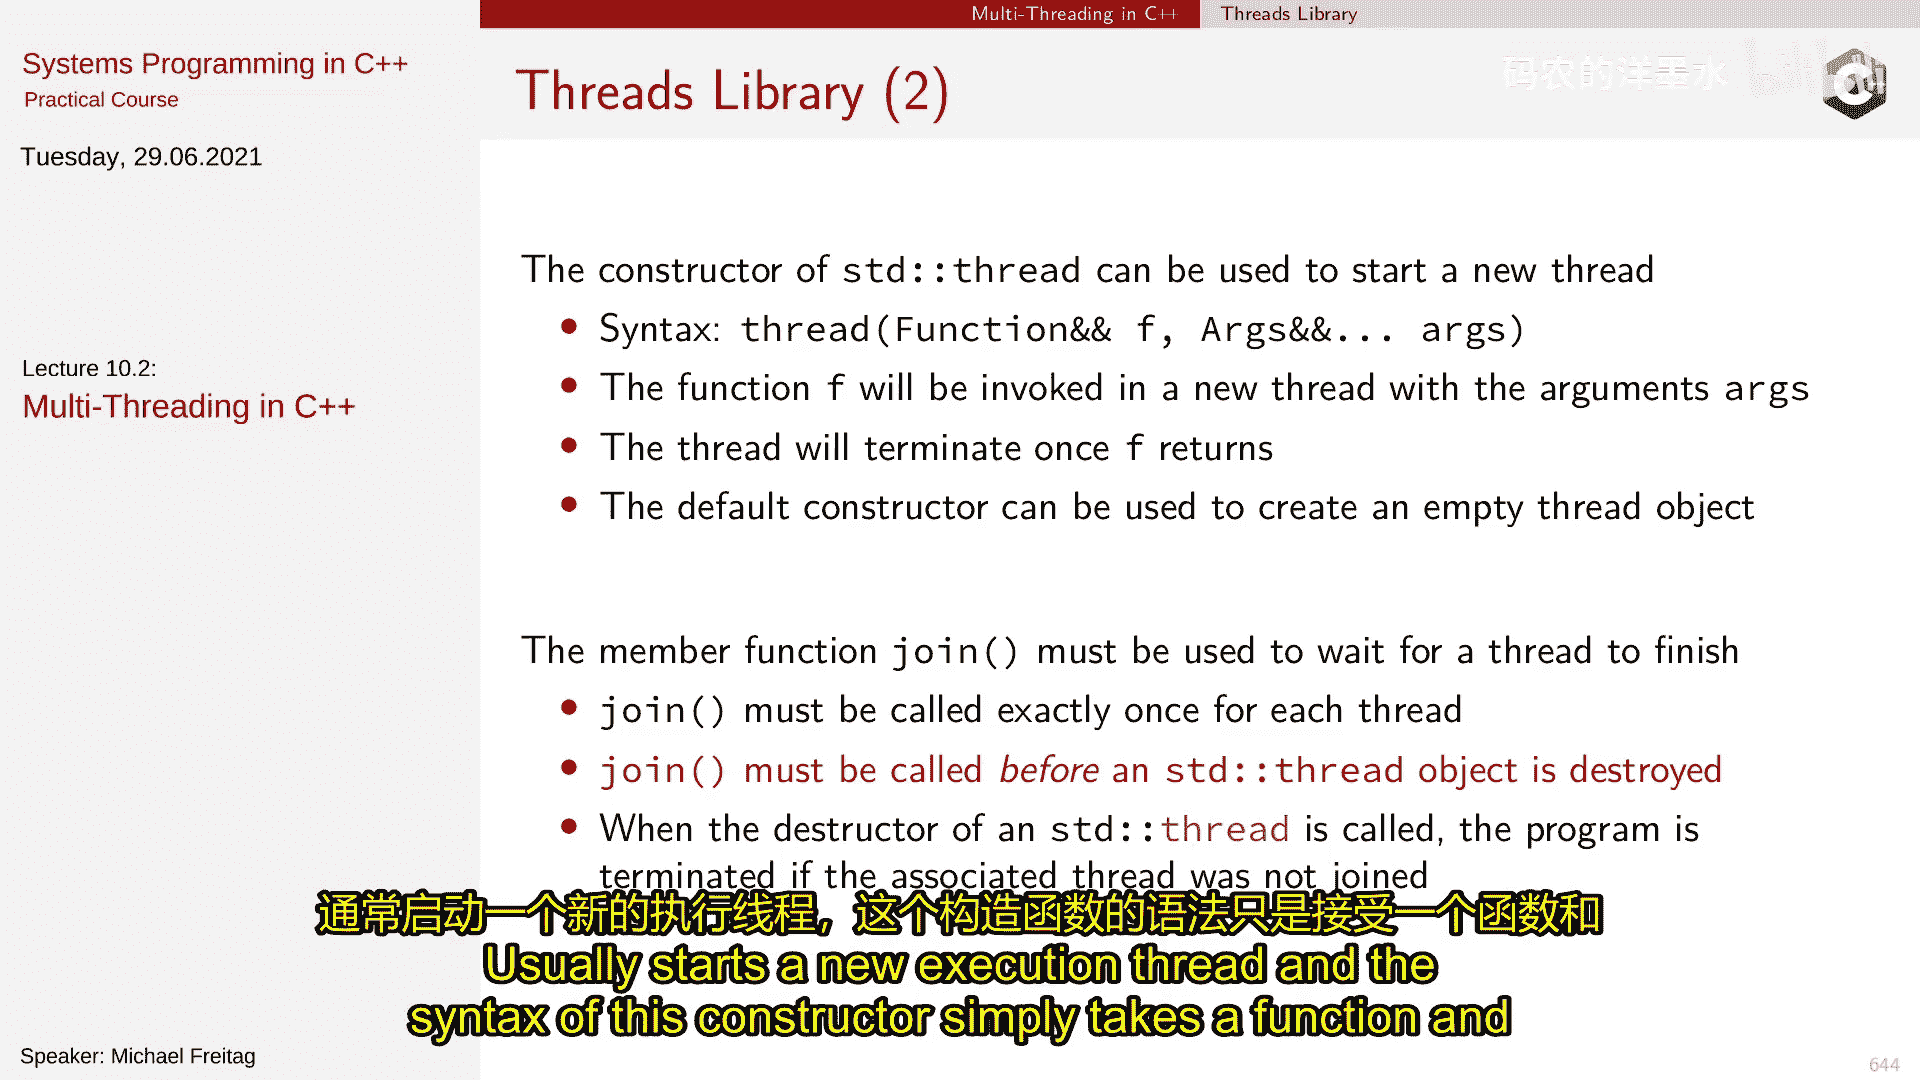 Multi-Threading in C++
Threads Library
Systems Programming in C++
Practical Course
Tuesday, 29.06.2021
Lecture 10.2:
Multi-Threading in C++
Threads Library (2)
码农的洋墨水
The constructor of std::thread can be used to start a new thread
• Syntax: thread(Function&& f, Args&&... args)
• The function f will be invoked in a new thread with the arguments args
• The thread will terminate once f returns
• The default constructor can be used to create an empty thread object
The member function join() must be used to wait for a thread to finish
• join() must be called exactly once for each thread
• join() must be called before an std::thread object is destroyed
• When the destructor of an std::thread is called, the program is
terminated if the associated thread was not joined
通常启动一个新的执行线程，这个构造函数的语法只是接受一个函数和
Usually starts a new execution thread and the
syntax of this constructor simply takes a function and
Speaker: Michael Freitag
644